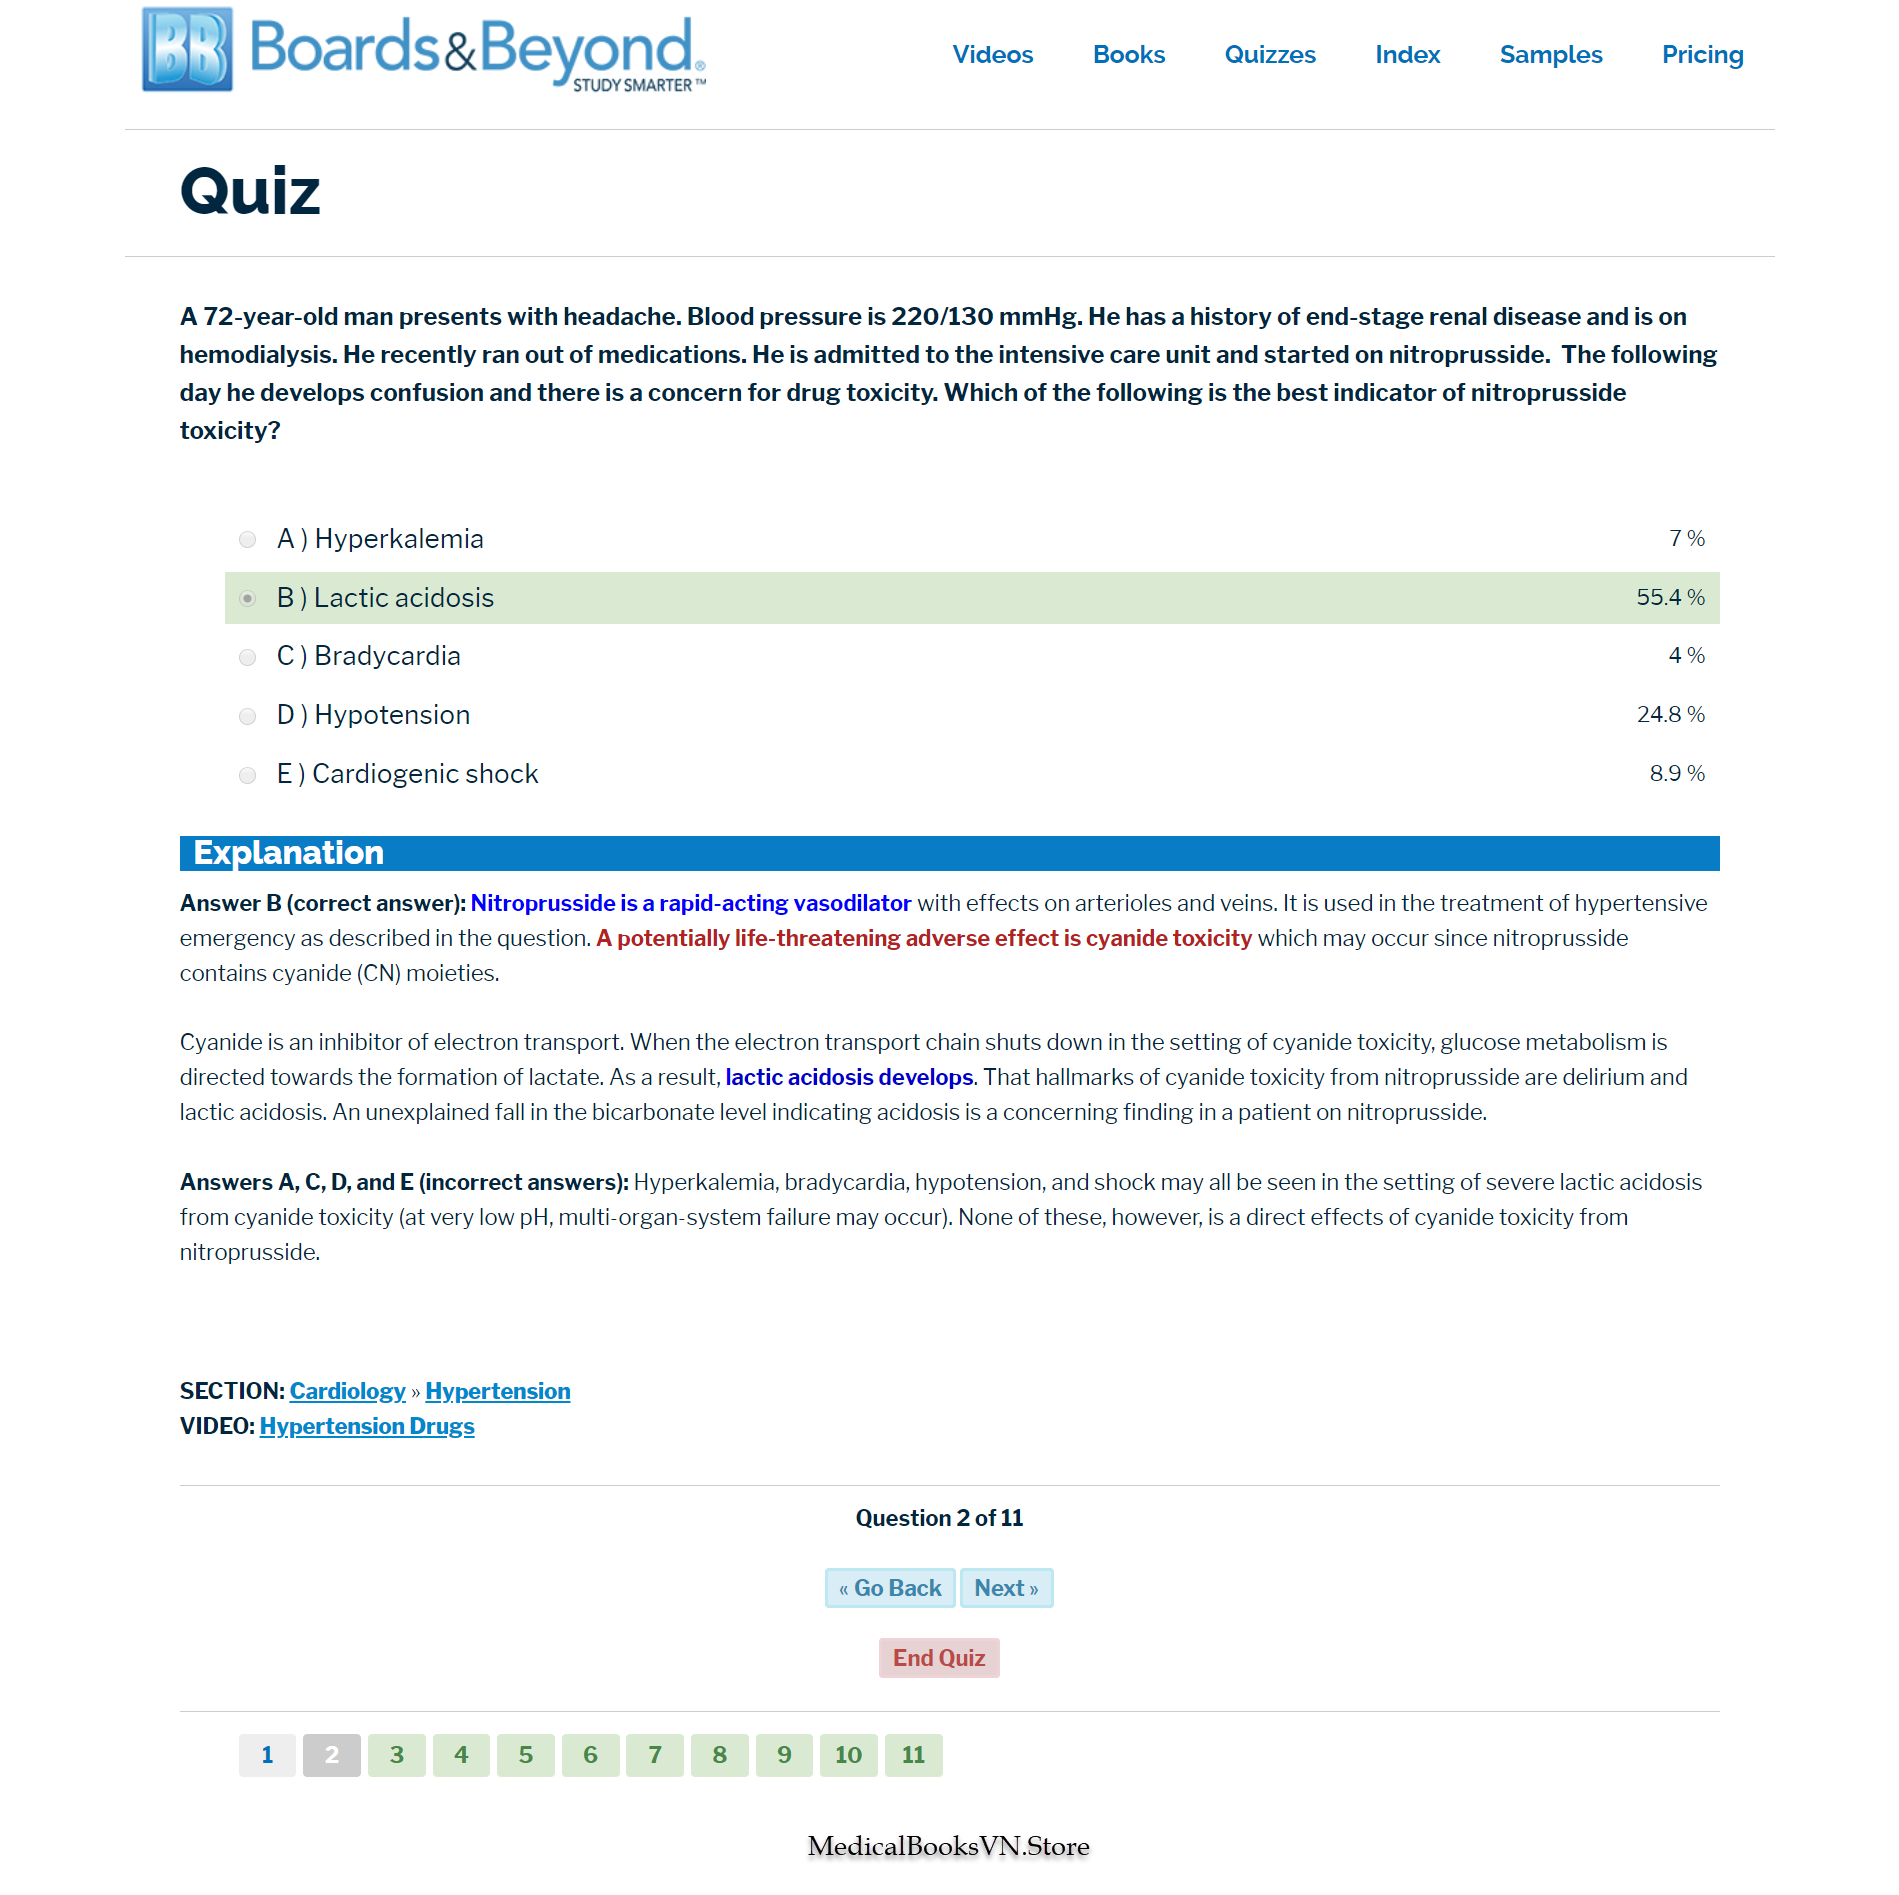 BB Boards&Beyond®
STUDY SMARTER™
Videos Books Quizzes Index Samples Pricing
Quiz
A 72-year-old man presents with headache. Blood pressure is 220/130 mmHg. He has a history of end-stage renal disease and is on
hemodialysis. He recently ran out of medications. He is admitted to the intensive care unit and started on nitroprusside.  The following
day he develops confusion and there is a concern for drug toxicity. Which of the following is the best indicator of nitroprusside
toxicity?
A ) Hyperkalemia 7 %
B ) Lactic acidosis 55.4 %
C ) Bradycardia 4 %
D ) Hypotension 24.8 %
E ) Cardiogenic shock 8.9 %
Explanation
Answer B (correct answer): Nitroprusside is a rapid-acting vasodilator with effects on arterioles and veins. It is used in the treatment of hypertensive
emergency as described in the question. A potentially life-threatening adverse effect is cyanide toxicity which may occur since nitroprusside
contains cyanide (CN) moieties.
Cyanide is an inhibitor of electron transport. When the electron transport chain shuts down in the setting of cyanide toxicity, glucose metabolism is
directed towards the formation of lactate. As a result, lactic acidosis develops. That hallmarks of cyanide toxicity from nitroprusside are delirium and
lactic acidosis. An unexplained fall in the bicarbonate level indicating acidosis is a concerning finding in a patient on nitroprusside.
Answers A, C, D, and E (incorrect answers): Hyperkalemia, bradycardia, hypotension, and shock may all be seen in the setting of severe lactic acidosis
from cyanide toxicity (at very low pH, multi-organ-system failure may occur). None of these, however, is a direct effects of cyanide toxicity from
nitroprusside.
SECTION: Cardiology » Hypertension
VIDEO: Hypertension Drugs
Question 2 of 11
« Go Back Next »
End Quiz
1 2 3 4 5 6 7 8 9 10 11
MedicalBooksVN.Store